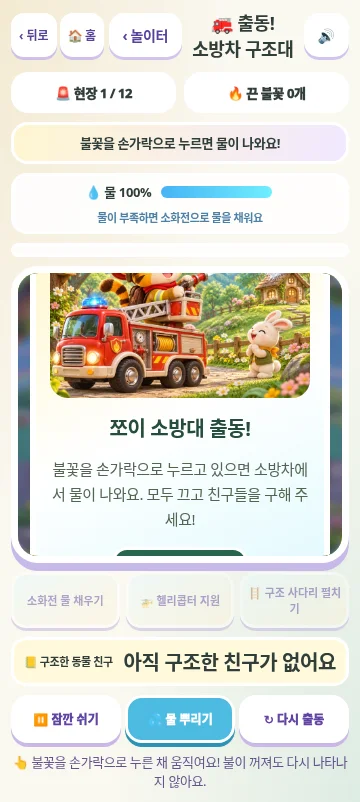 ‹ 뒤로
🏠 홈
‹ 놀이터
🚒 출동!
소방차 구조대
🔊
🚨 현장 1 / 12
🔥 끈 불꽃 0개
불꽃을 손가락으로 누르면 물이 나와요!
💧 물 100%
물이 부족하면 소화전으로 물을 채워요
쪼이 소방대 출동!
불꽃을 손가락으로 누르고 있으면 소방차에
서 물이 나와요. 모두 끄고 친구들을 구해 주
세요!
소화전 물 채우기
🚁 헬리콥터 지원
🪜 구조 사다리 펼치
기
📒 구조한 동물 친구
아직 구조한 친구가 없어요
⏸️ 잠깐 쉬기
💦 물 뿌리기
↻ 다시 출동
👆 불꽃을 손가락으로 누른 채 움직여요! 불이 꺼져도 다시 나타나
지 않아요.